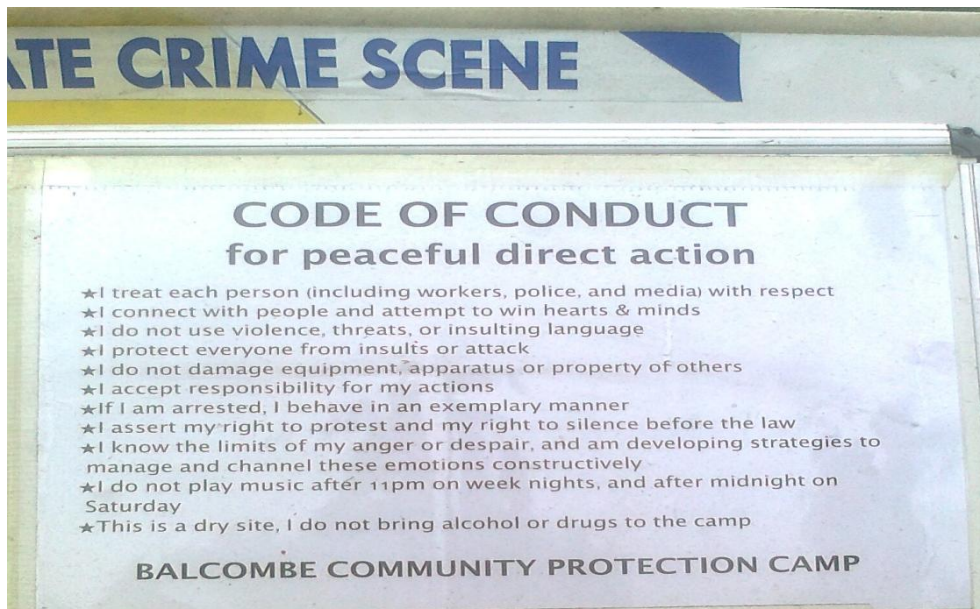 ATE CRIME SCENE
CODE OF CONDUCT
for peaceful direct action
★I treat each person (including workers, police, and media) with respect
★I connect with people and attempt to win hearts & minds
★I do not use violence, threats, or insulting language
★I protect everyone from insults or attack
★I do not damage equipment, apparatus or property of others
★I accept responsibility for my actions
★If I am arrested, I behave in an exemplary manner
★I assert my right to protest and my right to silence before the law
★I know the limits of my anger or despair, and am developing strategies to
manage and channel these emotions constructively
★I do not play music after 11pm on week nights, and after midnight on
Saturday
★This is a dry site, I do not bring alcohol or drugs to the camp
BALCOMBE COMMUNITY PROTECTION CAMP